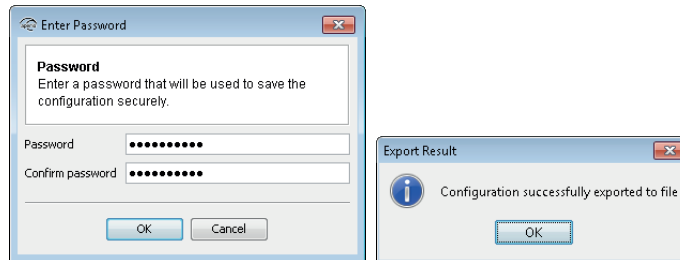 Enter Password
Password
Enter a password that will be used to save the
configuration securely.
Password ••••••••••
Confirm password ••••••••••
OK Cancel
Export Result
Configuration successfully exported to file
OK